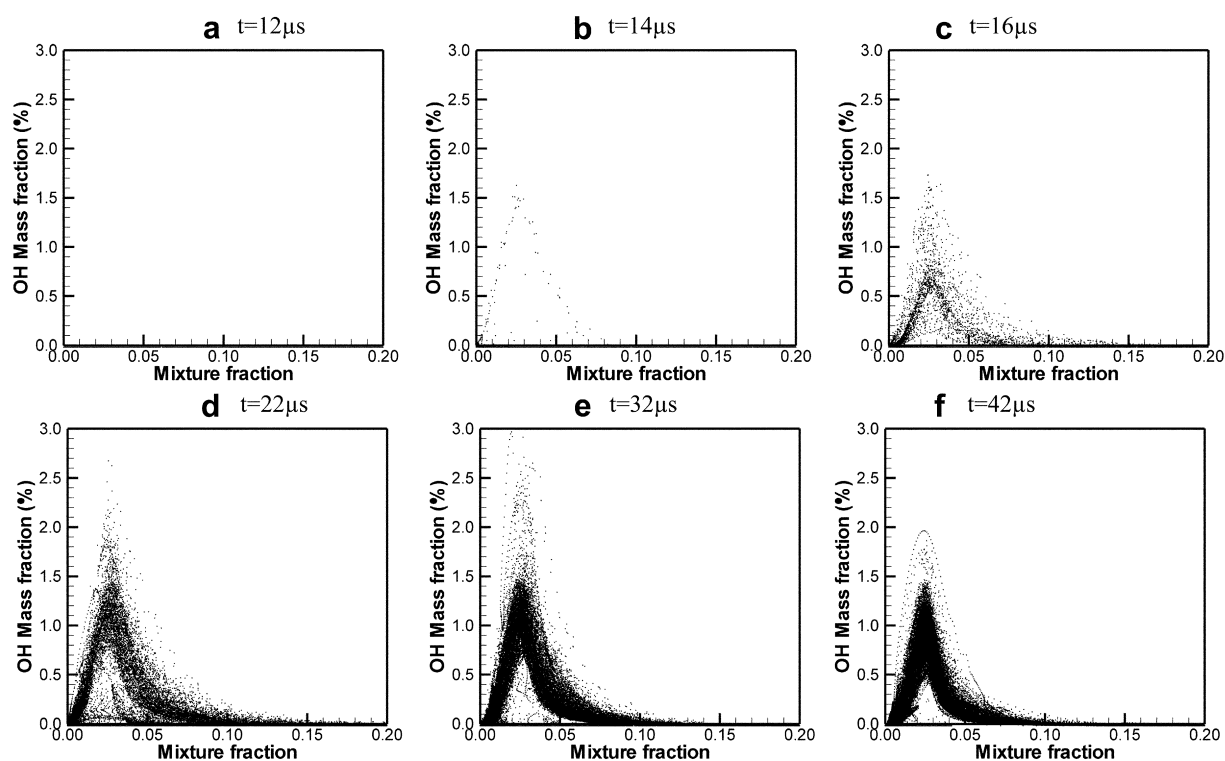 a t=12µs
b t=14µs
c t=16µs
3.0
2.5
2.0
1.5
1.0
0.5
0.0
OH Mass fraction (%)
0.00 0.05 0.10 0.15 0.20
Mixture fraction
3.0
2.5
2.0
1.5
1.0
0.5
0.0
OH Mass fraction (%)
0.00 0.05 0.10 0.15 0.20
Mixture fraction
3.0
2.5
2.0
1.5
1.0
0.5
0.0
OH Mass fraction (%)
0.00 0.05 0.10 0.15 0.20
Mixture fraction
d t=22µs
e t=32µs
f t=42µs
3.0
2.5
2.0
1.5
1.0
0.5
0.0
OH Mass fraction (%)
0.00 0.05 0.10 0.15 0.20
Mixture fraction
3.0
2.5
2.0
1.5
1.0
0.5
0.0
OH Mass fraction (%)
0.00 0.05 0.10 0.15 0.20
Mixture fraction
3.0
2.5
2.0
1.5
1.0
0.5
0.0
OH Mass fraction (%)
0.00 0.05 0.10 0.15 0.20
Mixture fraction